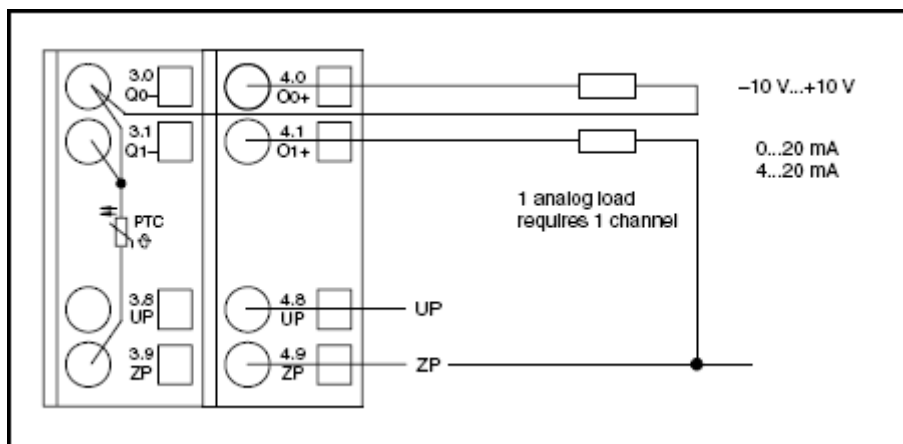 3.0
Q0–
4.0
O0+
–10 V...+10 V
3.1
Q1–
4.1
O1+
0...20 mA
4...20 mA
1 analog load
requires 1 channel
PTC
ϑ
3.8
UP
4.8
UP
UP
3.9
ZP
4.9
ZP
ZP